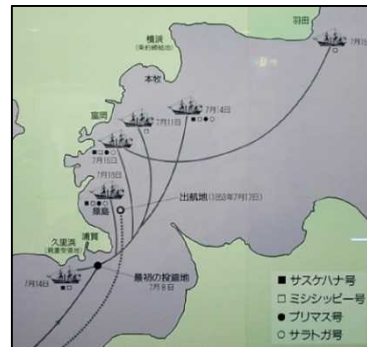 羽田
7月15
横浜
本牧
7月14日
■□●○
7月11日
□
富岡
■□●○
7月15日
7月16日
■□●○
猿島
出航地(1853年7月17日)
浦賀
久里浜
最初の投錨地
7月8日
7月14日
■□
■ サスケハナ号
□ ミシシッピー号
● プリマス号
○ サラトガ号